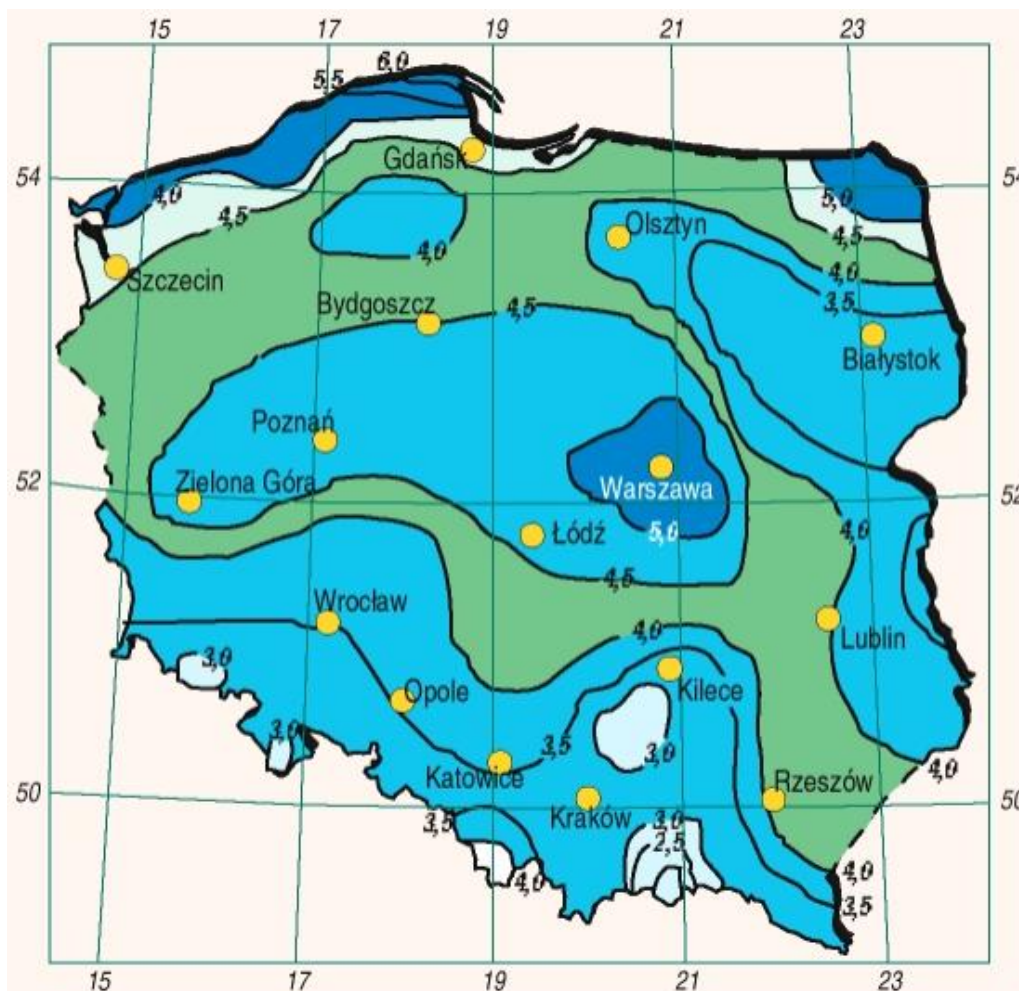 15 17 19 21 23
6,0
5,5
Gdańsk
54 54
4,0
4,5
5,0
Olsztyn
4,5
4,0
4,0
Szczecin
3,5
Bydgoszcz
4,5
Białystok
Poznań
Zielona Góra
52 52
Warszawa
Łódź
5,0
4,0
4,5
Wrocław
4,0
Lublin
3,0
Opole
Kilece
3,0
3,5
3,0
Katowice
Rzeszów
4,0
50 50
Kraków
3,5
3,0
2,5
4,0
4,0
3,5
15 17 19 21 23